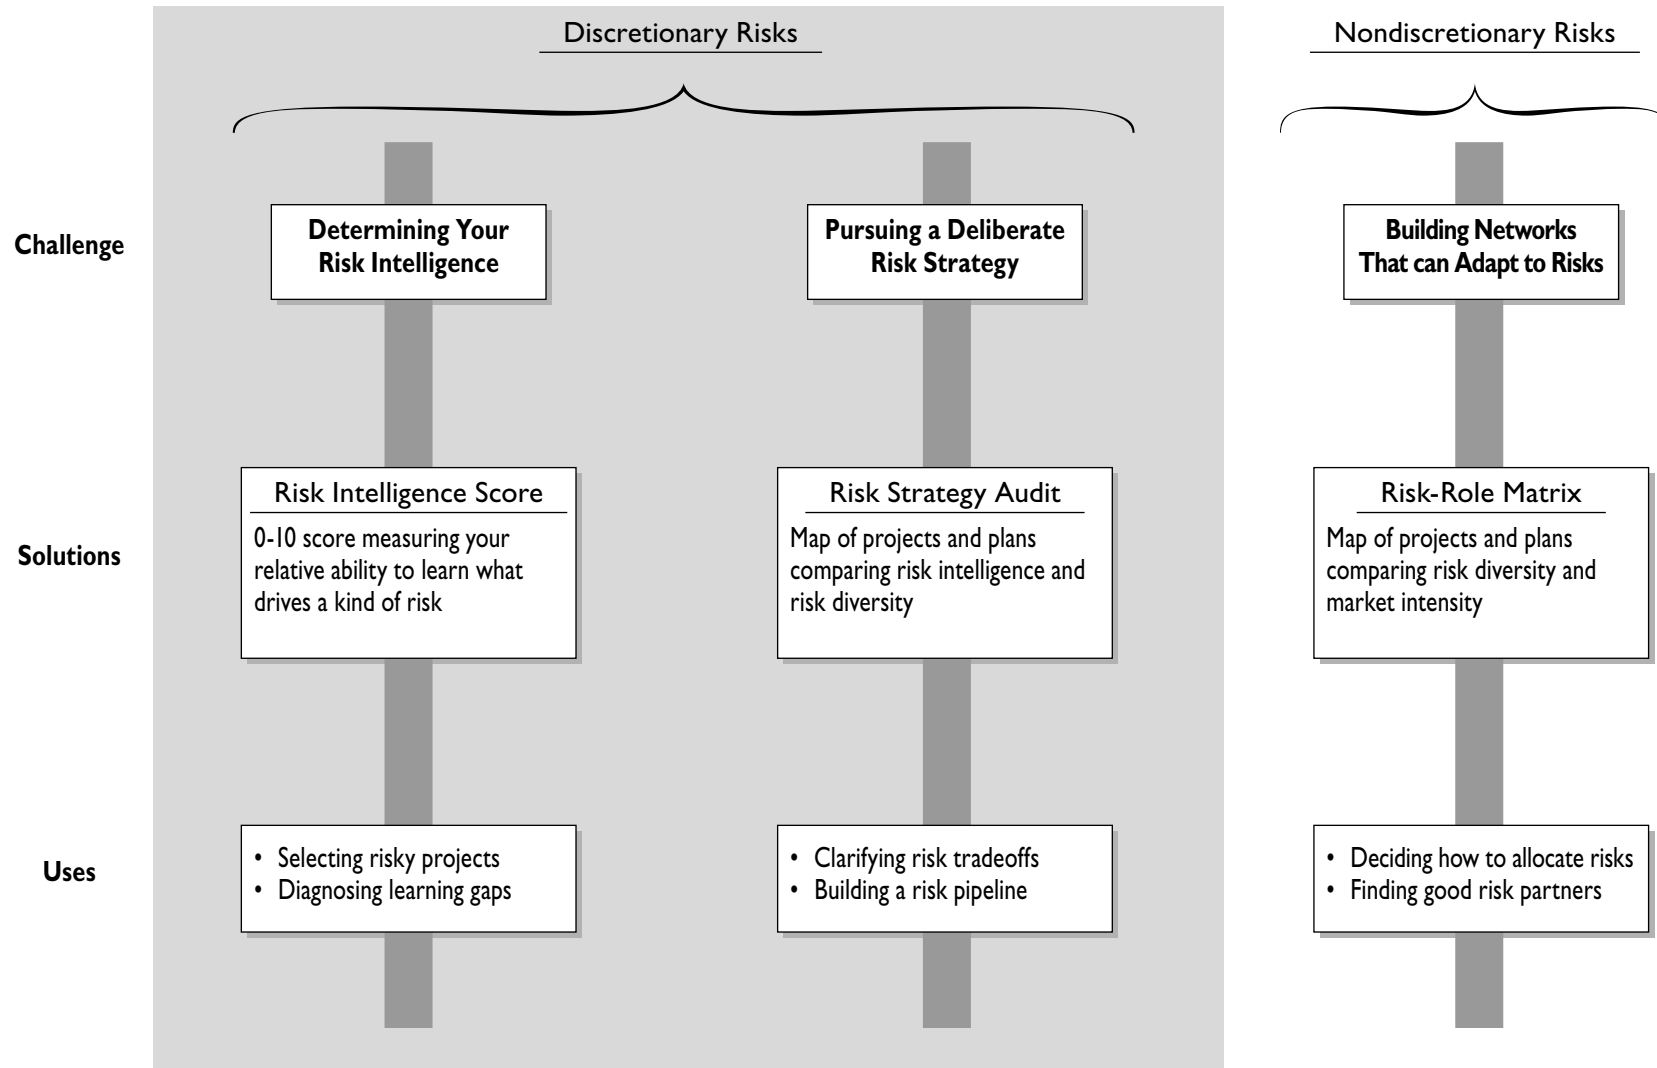 Discretionary Risks
Nondiscretionary Risks
Challenge
Determining Your
Risk Intelligence
Pursuing a Deliberate
Risk Strategy
Building Networks
That can Adapt to Risks
Solutions
Risk Intelligence Score
0-10 score measuring your
relative ability to learn what
drives a kind of risk
Risk Strategy Audit
Map of projects and plans
comparing risk intelligence and
risk diversity
Risk-Role Matrix
Map of projects and plans
comparing risk diversity and
market intensity
Uses
• Selecting risky projects
• Diagnosing learning gaps
• Clarifying risk tradeoffs
• Building a risk pipeline
• Deciding how to allocate risks
• Finding good risk partners